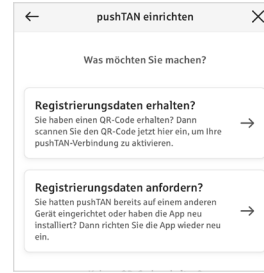 pushTAN einrichten
Was möchten Sie machen?
Registrierungsdaten erhalten?
Sie haben einen QR-Code erhalten? Dann
scannen Sie den QR-Code jetzt hier ein, um Ihre
pushTAN-Verbindung zu aktivieren.
Registrierungsdaten anfordern?
Sie hatten pushTAN bereits auf einem anderen
Gerät eingerichtet oder haben die App neu
installiert? Dann richten Sie die App wieder neu
ein.